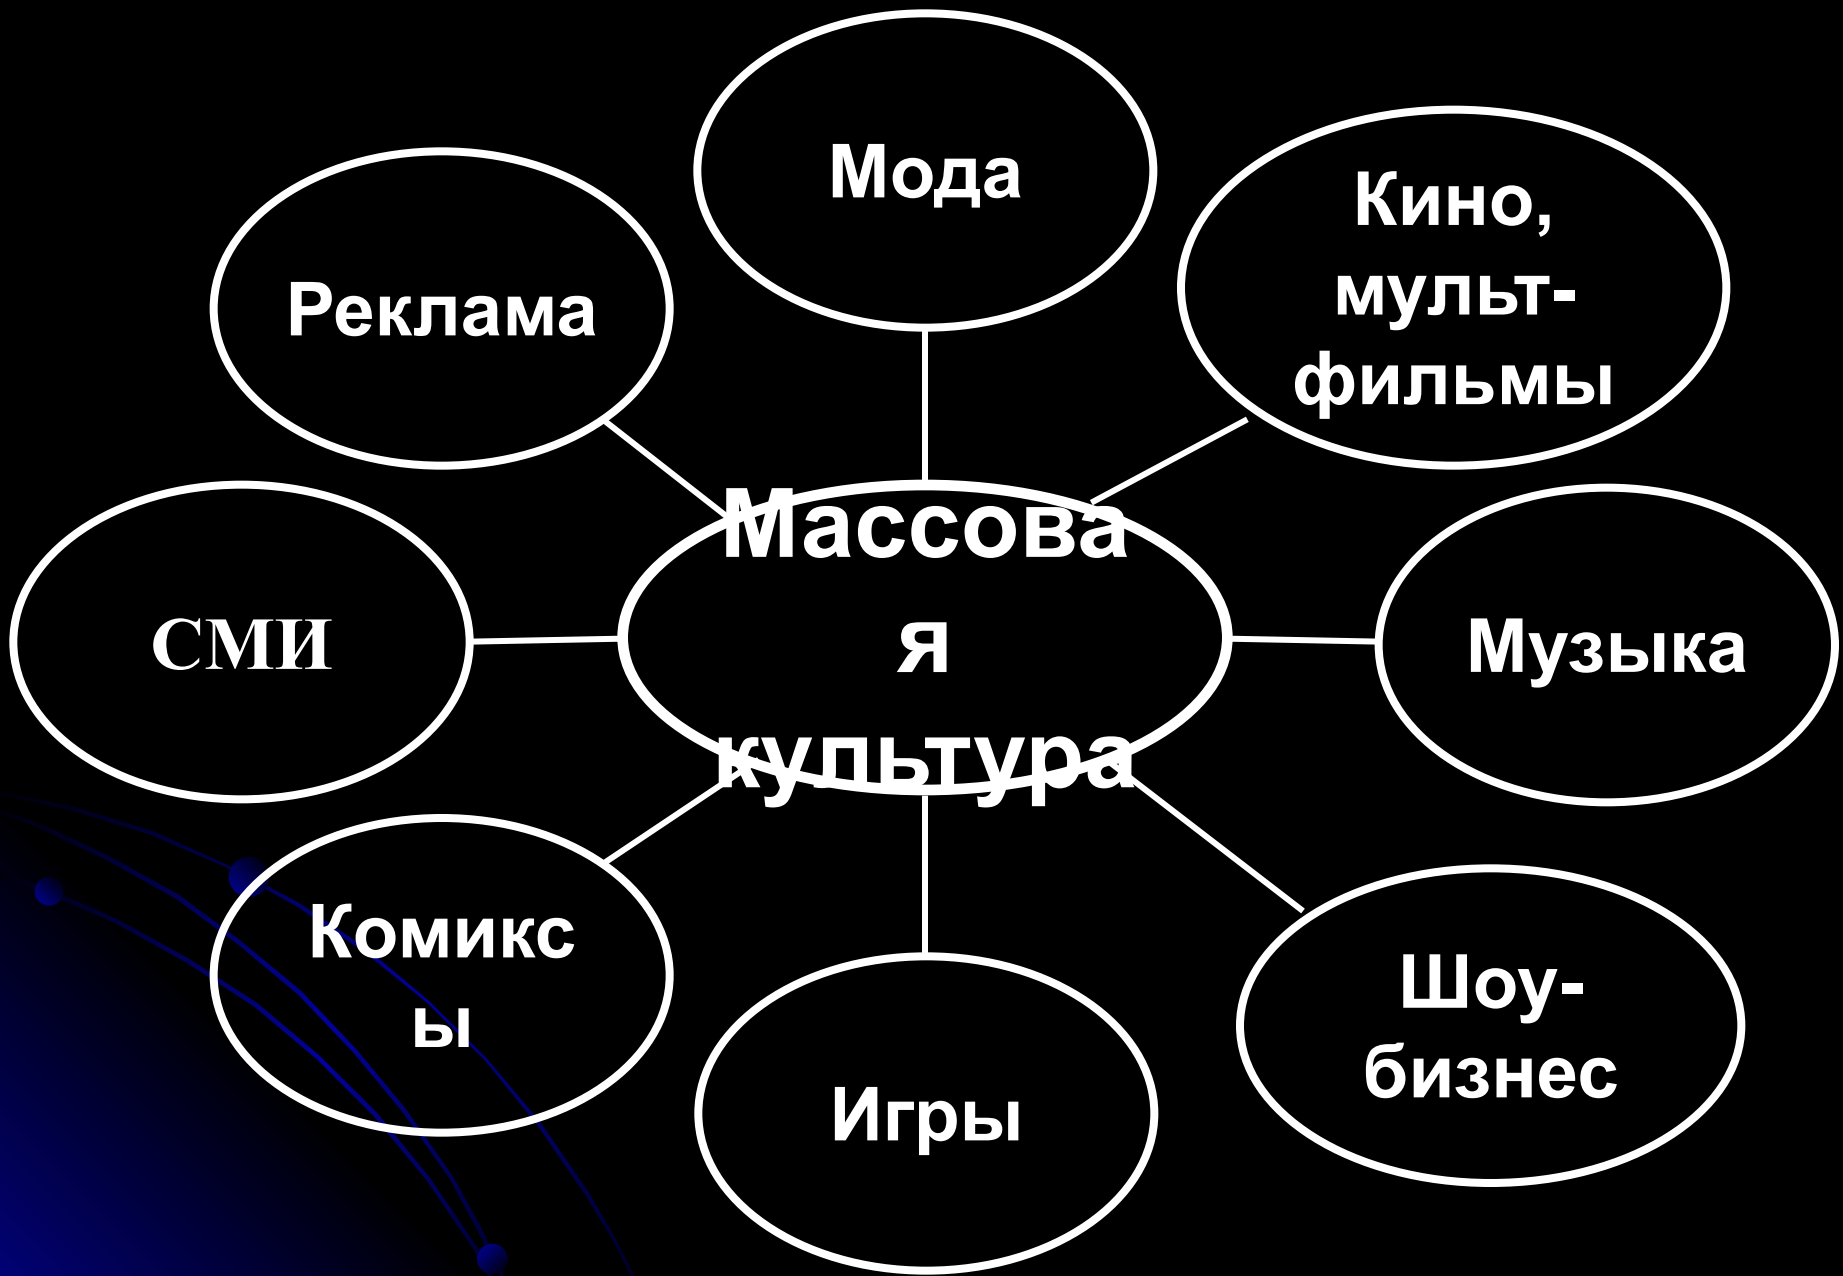 Мода
Кино,
мульт-
фильмы
Реклама
Массова
я
культура
СМИ
Музыка
Комикс
ы
Шоу-
бизнес
Игры